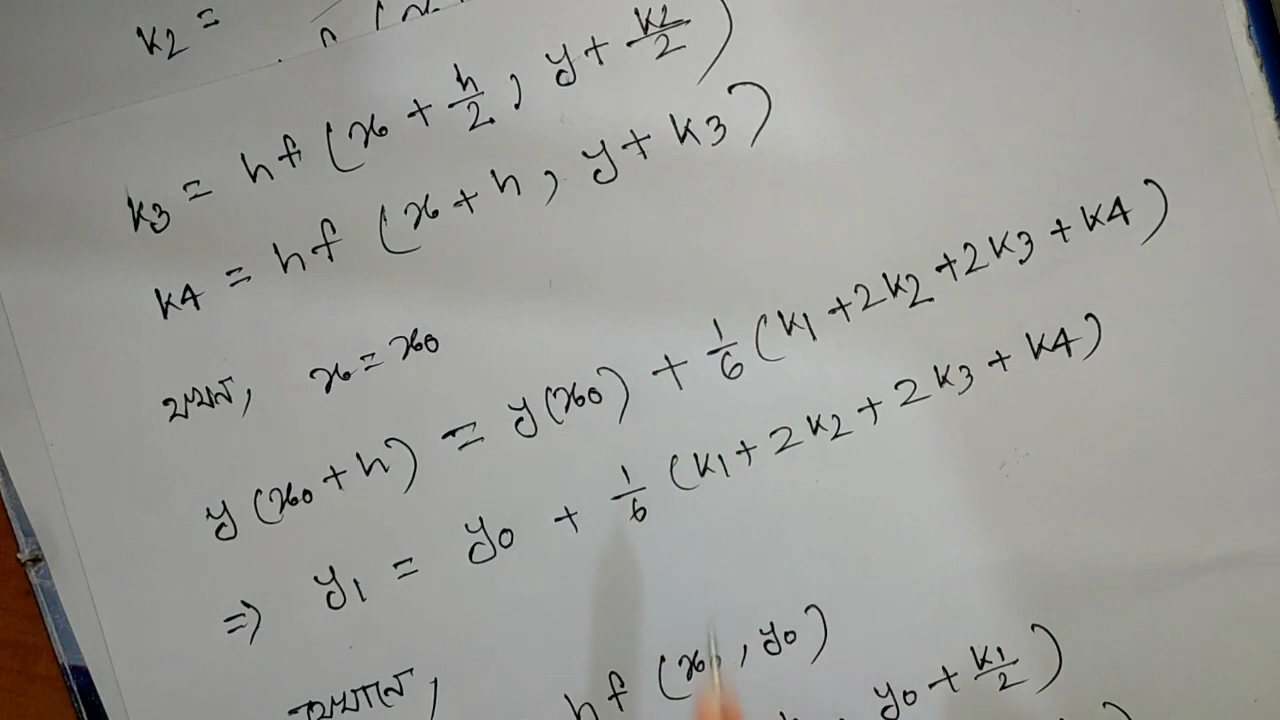 K2 =
K3 = hf (x + h/2, y + K2/2)
K4 = hf (x + h, y + K3)
যখন, x = x0
y(x0 + h) = y(x0) + 1/6 (K1 + 2K2 + 2K3 + K4)
=> y1 = y0 + 1/6 (K1 + 2K2 + 2K3 + K4)
যেখানে, hf (x0, y0)
y0 + K1/2)